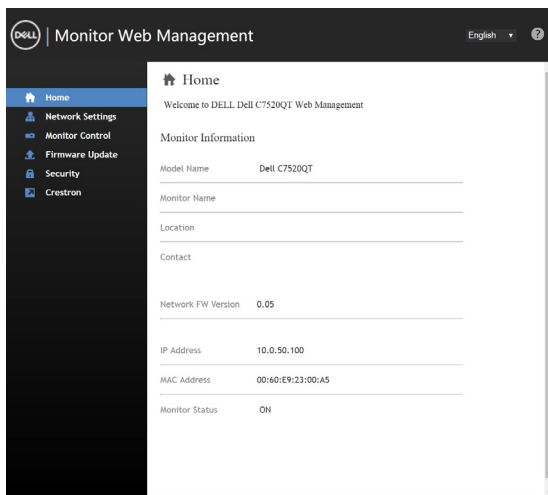 DELL | Monitor Web Management
English
?
Home
Network Settings
Monitor Control
Firmware Update
Security
Crestron
Home
Welcome to DELL Dell C7520QT Web Management
Monitor Information
Model Name Dell C7520QT
Monitor Name
Location
Contact
Network FW Version 0.05
IP Address 10.0.50.100
MAC Address 00:60:E9:23:00:A5
Monitor Status ON